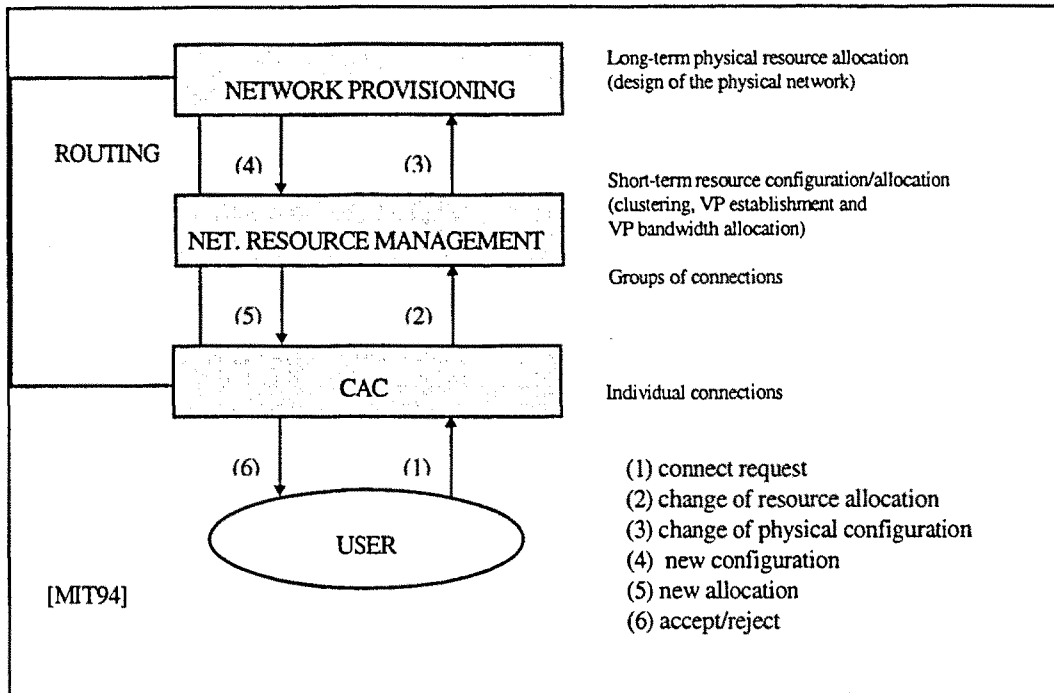 NETWORK PROVISIONING
Long-term physical resource allocation
(design of the physical network)
ROUTING
(4)
(3)
NET. RESOURCE MANAGEMENT
Short-term resource configuration/allocation
(clustering, VP establishment and
VP bandwidth allocation)
Groups of connections
(5)
(2)
CAC
Individual connections
(6)
(1)
USER
(1) connect request
(2) change of resource allocation
(3) change of physical configuration
(4) new configuration
(5) new allocation
(6) accept/reject
[MIT94]